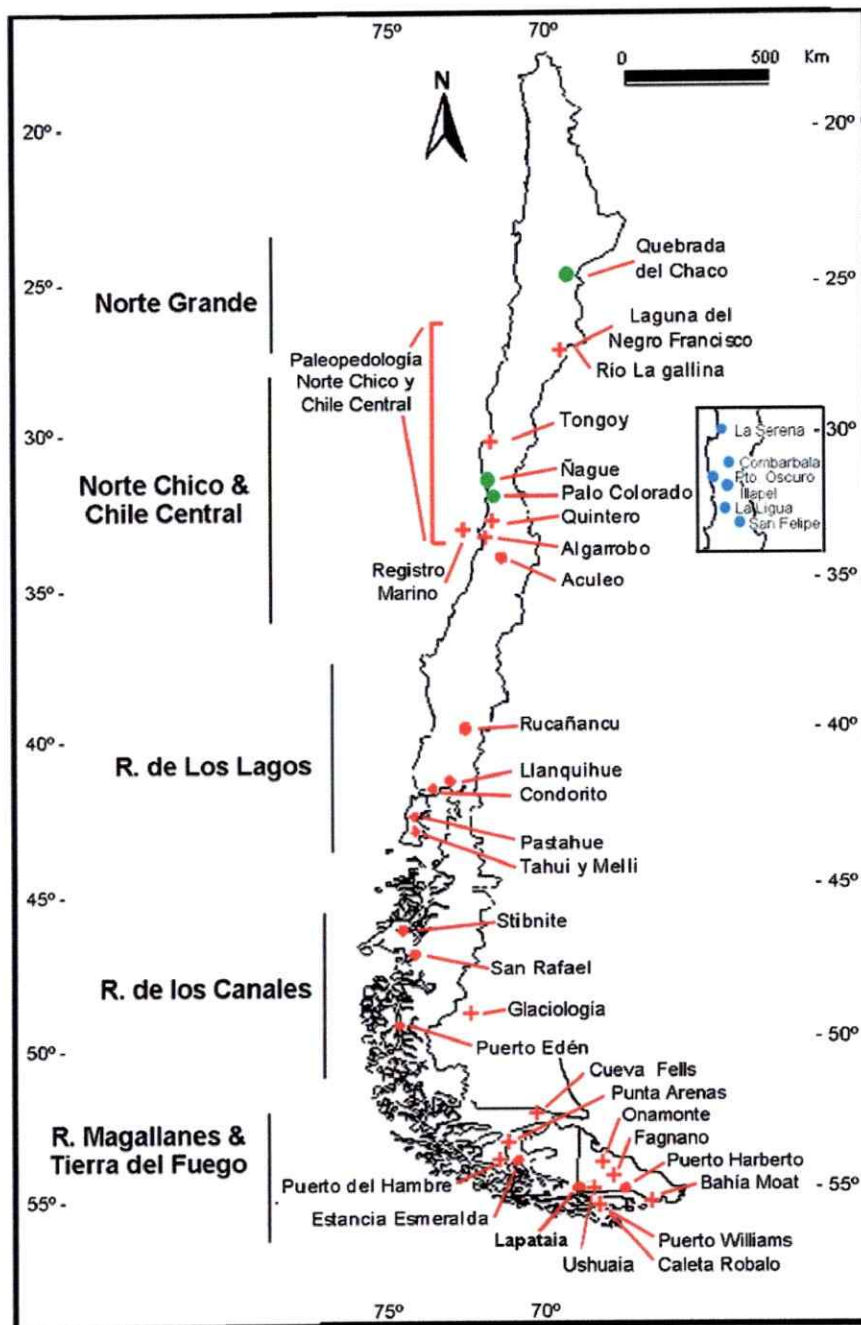 75º
70º
0
500
Km
N
20º -
- 20º
Quebrada
del Chaco
25º-
- 25º
Norte Grande
Laguna del
Negro Francisco
Río La gallina
Paleopedología
Norte Chico y
Chile Central
30º-
-30º
Tongoy
La Serena
Ñague
Combarbala
Pto. Oscuro
Illapel
La Ligua
San Felipe
Norte Chico &
Chile Central
Palo Colorado
Quintero
Algarrobo
Registro
Marino
Aculeo
35º-
- 35º
Rucañancu
40º-
- 40º
R. de Los Lagos
Llanquihue
Condorito
Pastahue
Tahui y Melli
45º-
- 45º
Stibnite
San Rafael
R. de los Canales
Glaciología
Puerto Edén
50º-
- 50º
Cueva Fells
Punta Arenas
Onamonte
Fagnano
R. Magallanes &
Tierra del Fuego
Puerto Harberto
Bahía Moat
Puerto del Hambre
Estancia Esmeralda
55º-
- 55º
Lapataia
Ushuaia
Puerto Williams
Caleta Robalo
75º
70º